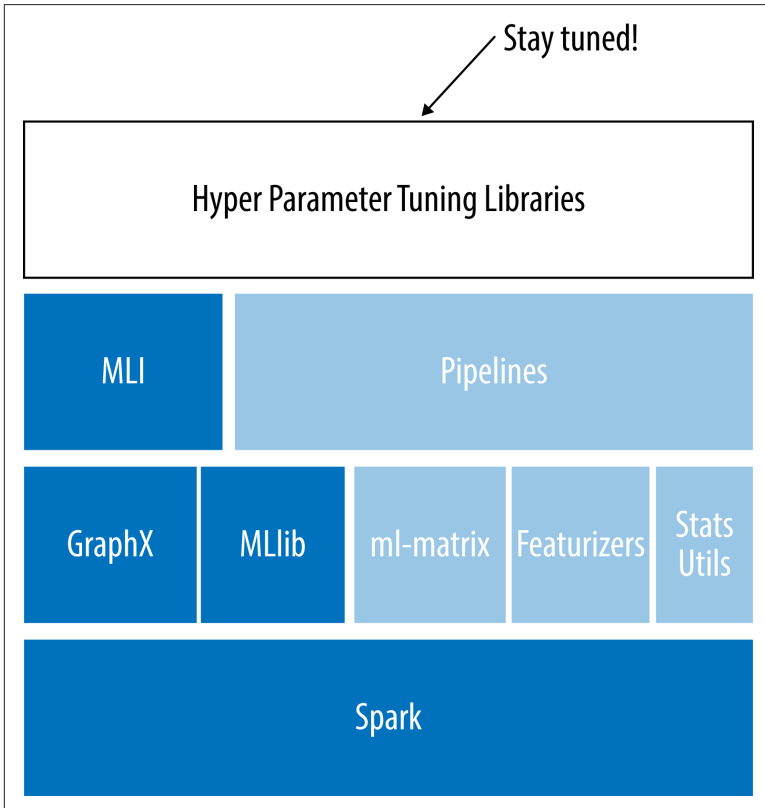 Stay tuned!
Hyper Parameter Tuning Libraries
MLI
Pipelines
GraphX
MLlib
ml-matrix
Featurizers
Stats
Utils
Spark